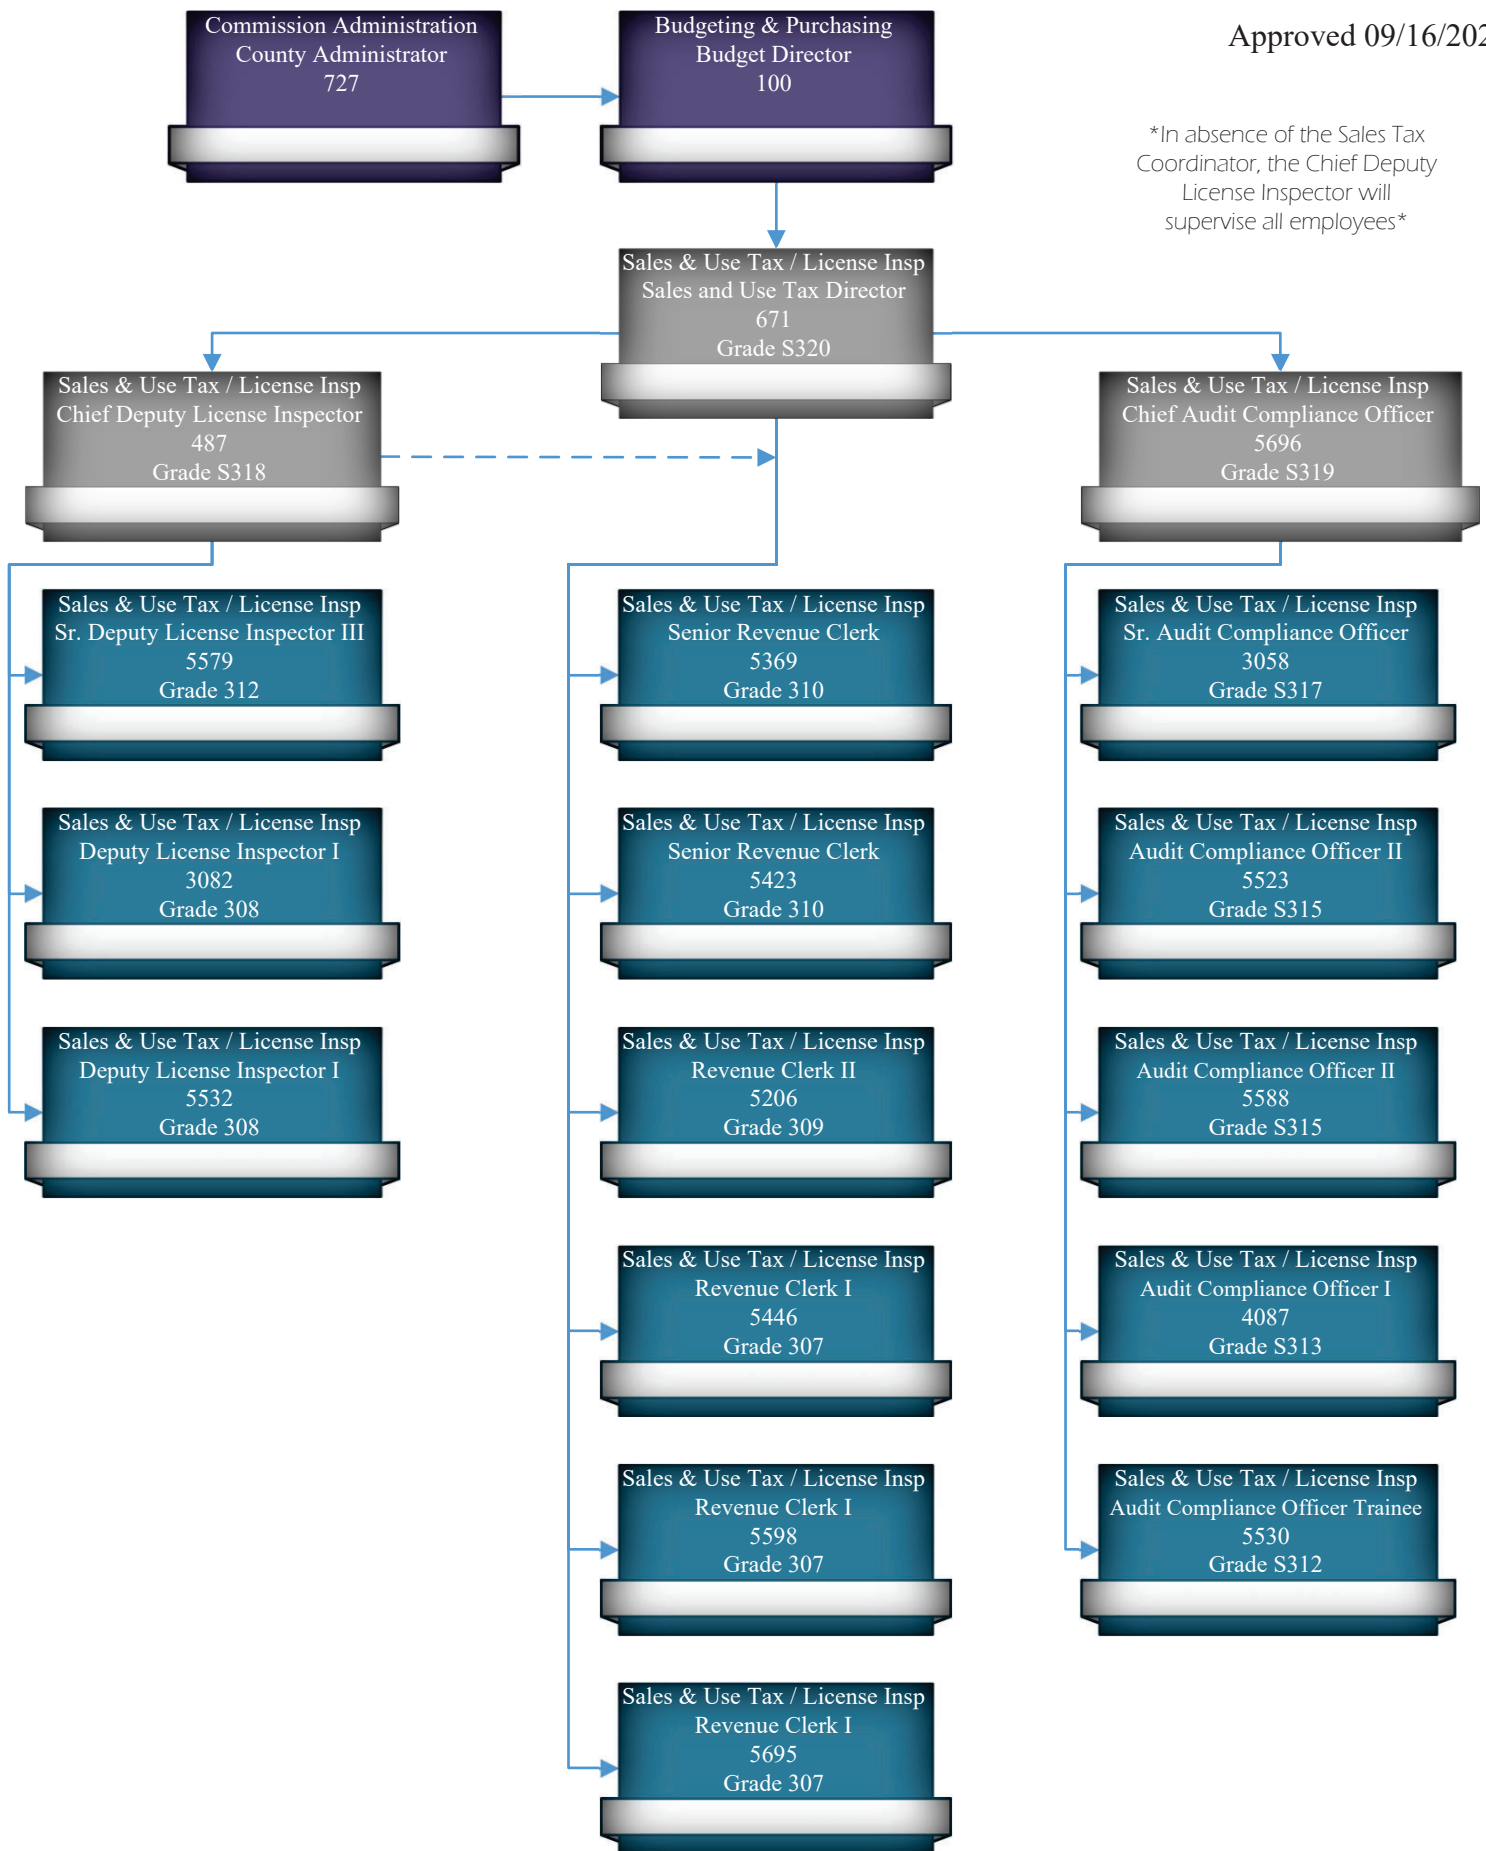 Commission Administration
County Administrator
727
Budgeting & Purchasing
Budget Director
100
Approved 09/16/202
*In absence of the Sales Tax
Coordinator, the Chief Deputy
License Inspector will
supervise all employees*
Sales & Use Tax / License Insp
Sales and Use Tax Director
671
Grade S320
Sales & Use Tax / License Insp
Chief Deputy License Inspector
487
Grade S318
Sales & Use Tax / License Insp
Chief Audit Compliance Officer
5696
Grade S319
Sales & Use Tax / License Insp
Sr. Deputy License Inspector III
5579
Grade 312
Sales & Use Tax / License Insp
Senior Revenue Clerk
5369
Grade 310
Sales & Use Tax / License Insp
Sr. Audit Compliance Officer
3058
Grade S317
Sales & Use Tax / License Insp
Deputy License Inspector I
3082
Grade 308
Sales & Use Tax / License Insp
Senior Revenue Clerk
5423
Grade 310
Sales & Use Tax / License Insp
Audit Compliance Officer II
5523
Grade S315
Sales & Use Tax / License Insp
Deputy License Inspector I
5532
Grade 308
Sales & Use Tax / License Insp
Revenue Clerk II
5206
Grade 309
Sales & Use Tax / License Insp
Audit Compliance Officer II
5588
Grade S315
Sales & Use Tax / License Insp
Revenue Clerk I
5446
Grade 307
Sales & Use Tax / License Insp
Audit Compliance Officer I
4087
Grade S313
Sales & Use Tax / License Insp
Revenue Clerk I
5598
Grade 307
Sales & Use Tax / License Insp
Audit Compliance Officer Trainee
5530
Grade S312
Sales & Use Tax / License Insp
Revenue Clerk I
5695
Grade 307